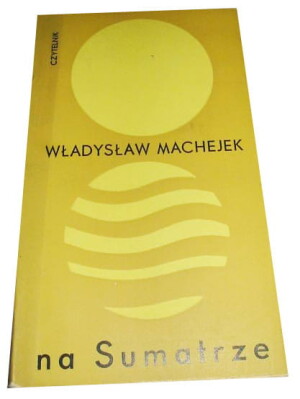 CZYTELNIK
WŁADYSŁAW MACHEJEK
na Sumatrze